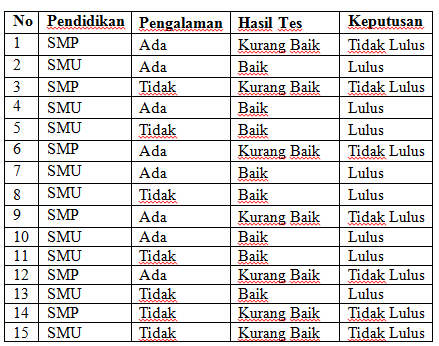 No Pendidikan Pengalaman Hasil Tes Keputusan
1 SMP Ada Kurang Baik Tidak Lulus
2 SMU Ada Baik Lulus
3 SMP Tidak Kurang Baik Tidak Lulus
4 SMU Ada Baik Lulus
5 SMU Tidak Baik Lulus
6 SMP Ada Kurang Baik Tidak Lulus
7 SMU Ada Baik Lulus
8 SMU Tidak Baik Lulus
9 SMP Ada Kurang Baik Tidak Lulus
10 SMU Ada Baik Lulus
11 SMU Tidak Baik Lulus
12 SMP Ada Kurang Baik Tidak Lulus
13 SMU Tidak Baik Lulus
14 SMP Tidak Kurang Baik Tidak Lulus
15 SMU Tidak Kurang Baik Tidak Lulus